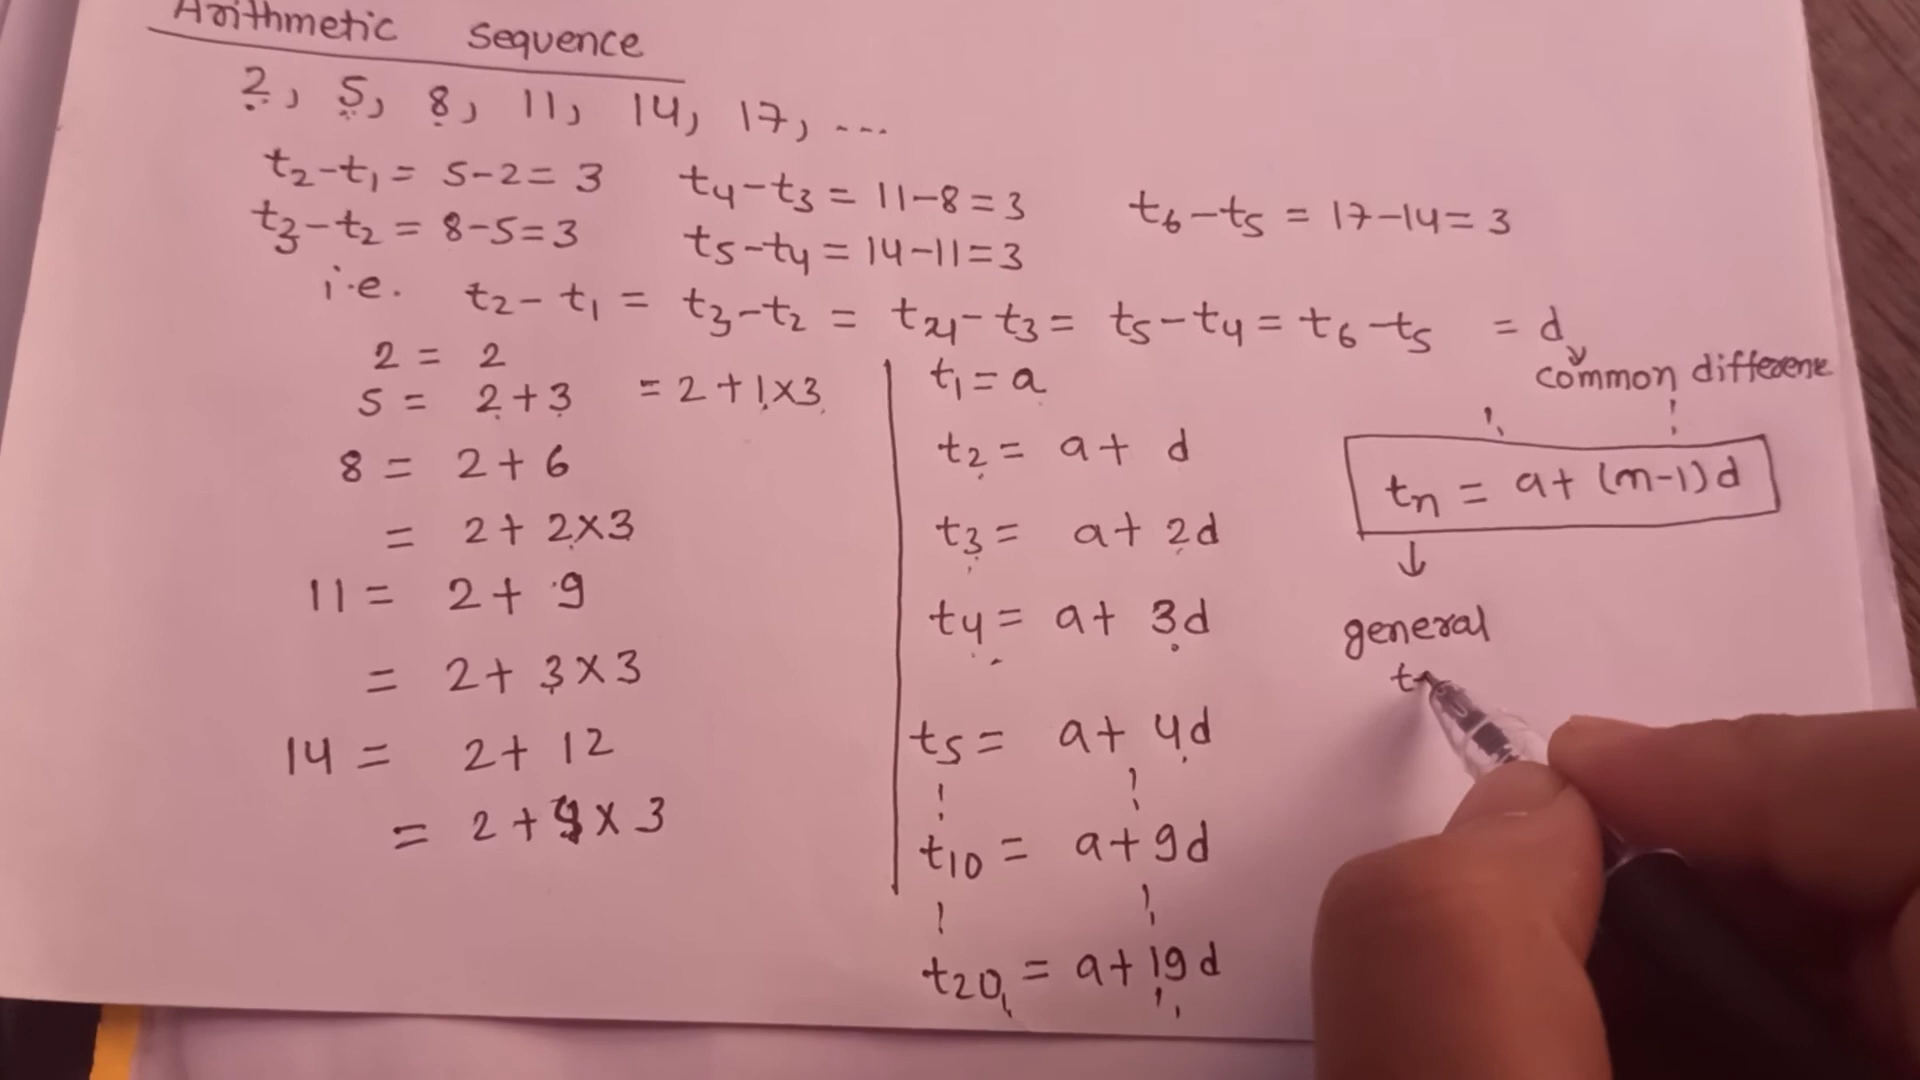 Arithmetic Sequence
2, 5, 8, 11, 14, 17, ...
t₂-t₁ = 5-2 = 3
t₃-t₂ = 8-5 = 3
t₄-t₃ = 11-8 = 3
t₅-t₄ = 14-11 = 3
t₆-t₅ = 17-14 = 3
i.e. t₂-t₁ = t₃-t₂ = t₄-t₃ = t₅-t₄ = t₆-t₅ = d
common difference
2 = 2
5 = 2+3 = 2+1×3
8 = 2+6
= 2+2×3
11 = 2+9
= 2+3×3
14 = 2+12
= 2+4×3
t₁ = a
t₂ = a+d
t₃ = a+2d
t₄ = a+3d
t₅ = a+4d
t₁₀ = a+9d
t₂₀ = a+19d
tₙ = a+(n-1)d
↓
general
t